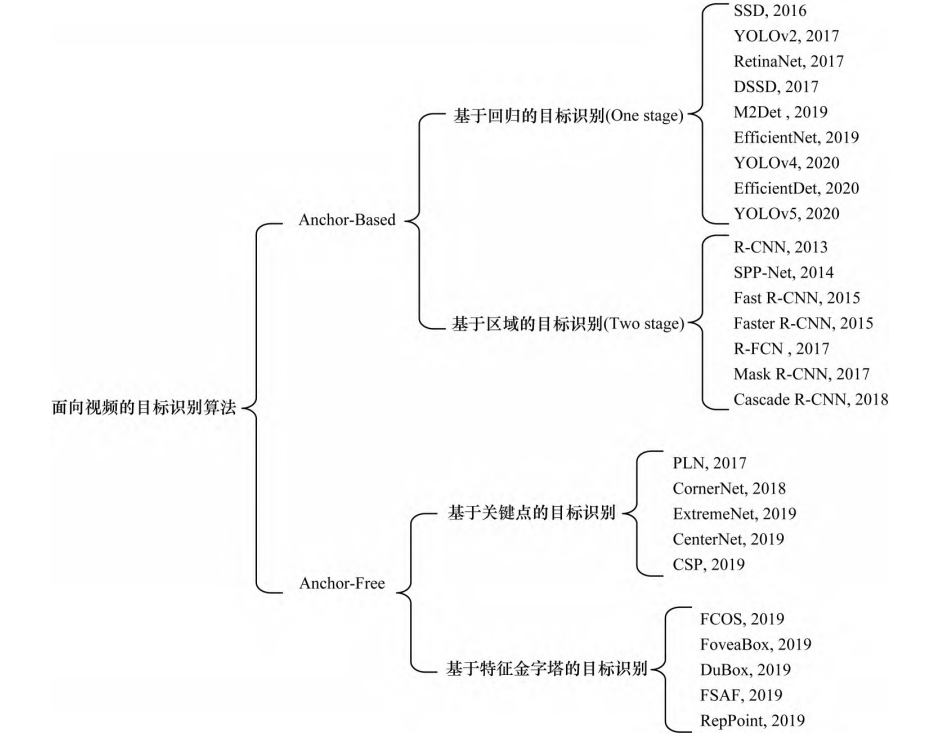 面向视频的目标识别算法
Anchor-Based
基于回归的目标识别(One stage)
SSD, 2016
YOLOv2, 2017
RetinaNet, 2017
DSSD, 2017
M2Det , 2019
EfficientNet, 2019
YOLOv4, 2020
EfficientDet, 2020
YOLOv5, 2020
基于区域的目标识别(Two stage)
R-CNN, 2013
SPP-Net, 2014
Fast R-CNN, 2015
Faster R-CNN, 2015
R-FCN , 2017
Mask R-CNN, 2017
Cascade R-CNN, 2018
Anchor-Free
基于关键点的目标识别
PLN, 2017
CornerNet, 2018
ExtremeNet, 2019
CenterNet, 2019
CSP, 2019
基于特征金字塔的目标识别
FCOS, 2019
FoveaBox, 2019
DuBox, 2019
FSAF, 2019
RepPoint, 2019